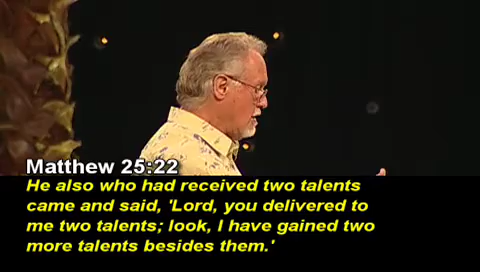 Matthew 25:22
He also who had received two talents
came and said, 'Lord, you delivered to
me two talents; look, I have gained two
more talents besides them.'